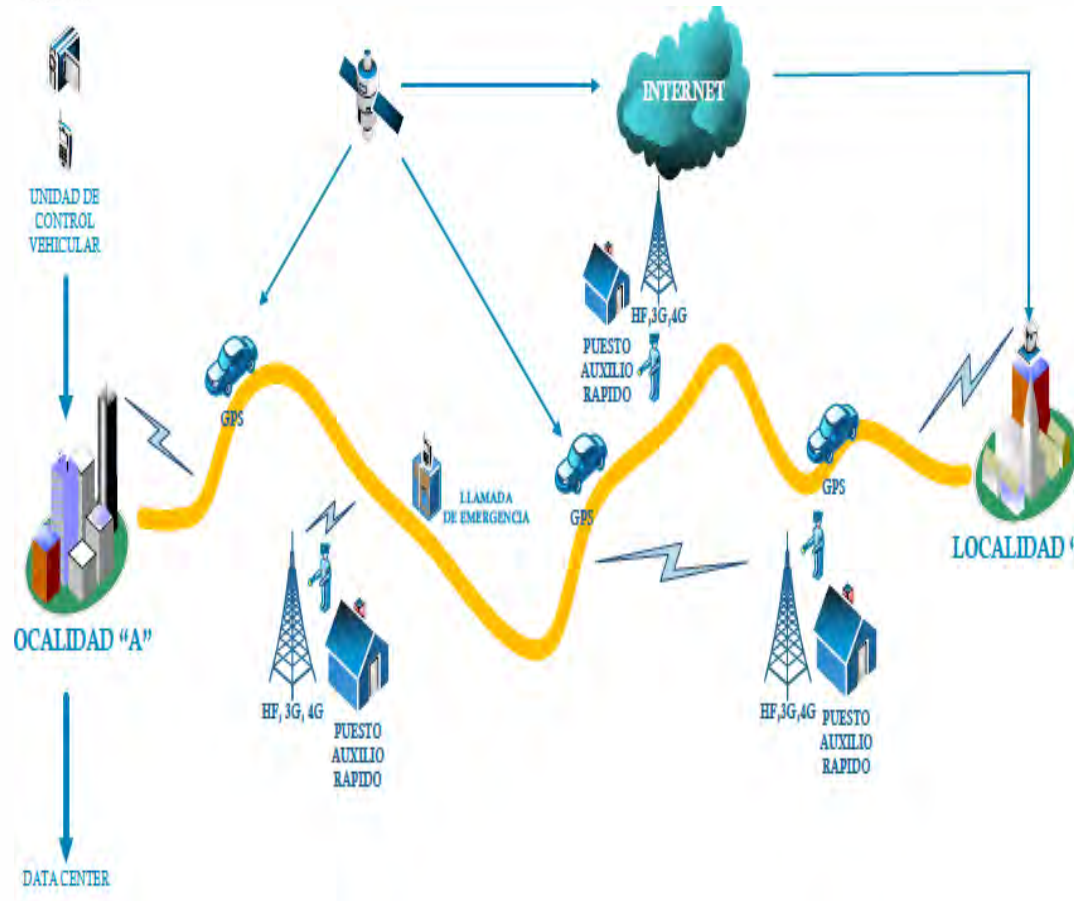 INTERNET
UNIDAD DE
CONTROL
VEHICULAR
HF,3G,4G
PUESTO
AUXILIO
RAPIDO
GPS
LLAMADA
DE EMERGENCIA
GPS
GPS
LOCALIDAD "
OCALIDAD "A"
HF, 3G, 4G
PUESTO
AUXILIO
RAPIDO
HF,3G,4G
PUESTO
AUXILIO
RAPIDO
DATA CENTER